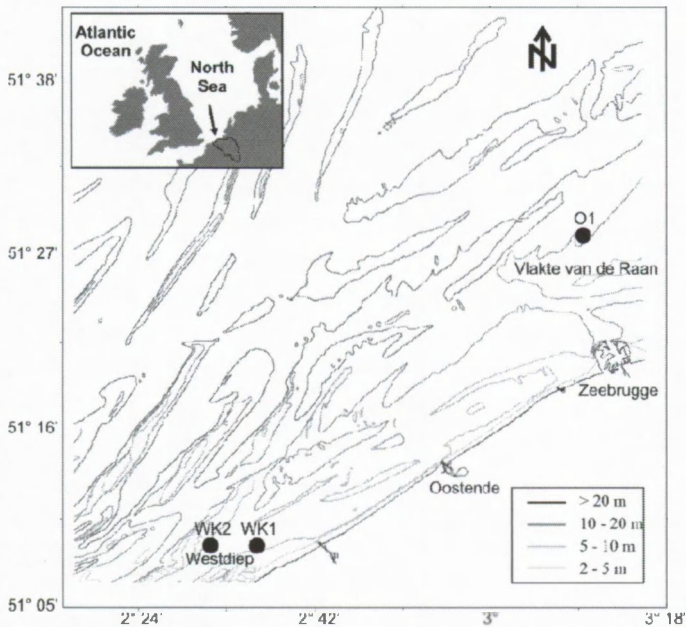 Atlantic
Ocean
North
Sea
N
51° 38'
O1
51° 27'
Vlakte van de Raan
Zeebrugge
51° 16'
Oostende
> 20 m
10 - 20 m
5 - 10 m
2 - 5 m
WK2 WK1
Westdiep
51° 05'
2° 24' 2° 42' 3° 3° 18'